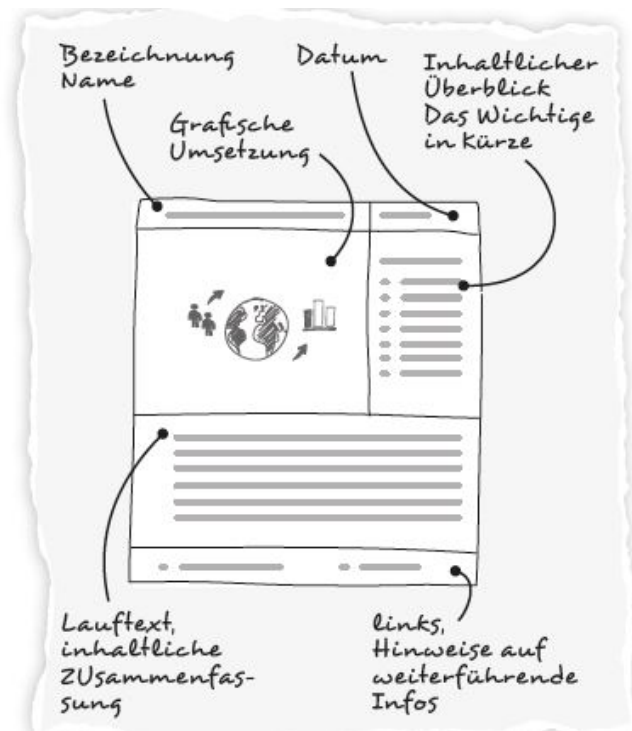 Bezeichnung
Name
Datum
Inhaltlicher
Überblick
Das Wichtige
in Kürze
Grafische
Umsetzung
Lauftext,
inhaltliche
ZUsammenfas-
sung
links,
Hinweise auf
weiterführende
Infos